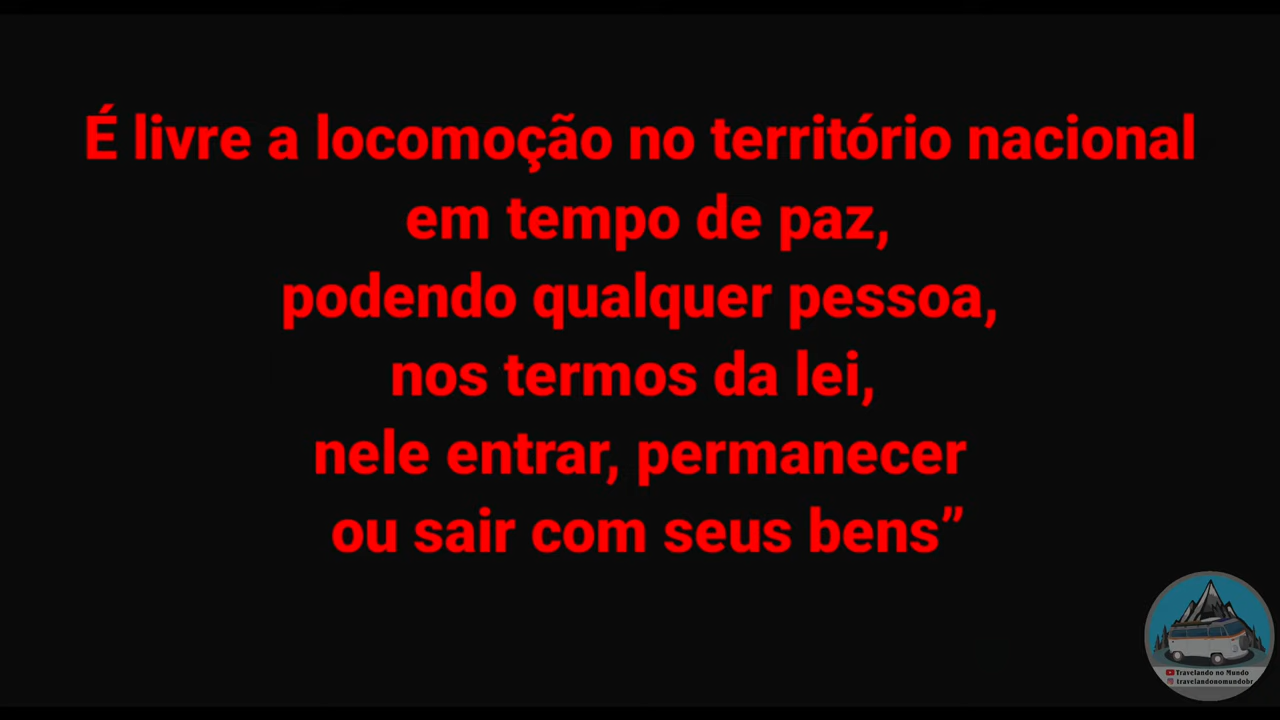 É livre a locomoção no território nacional
em tempo de paz,
podendo qualquer pessoa,
nos termos da lei,
nele entrar, permanecer
ou sair com seus bens”
Travelando no Mundo
travelandonomundobr